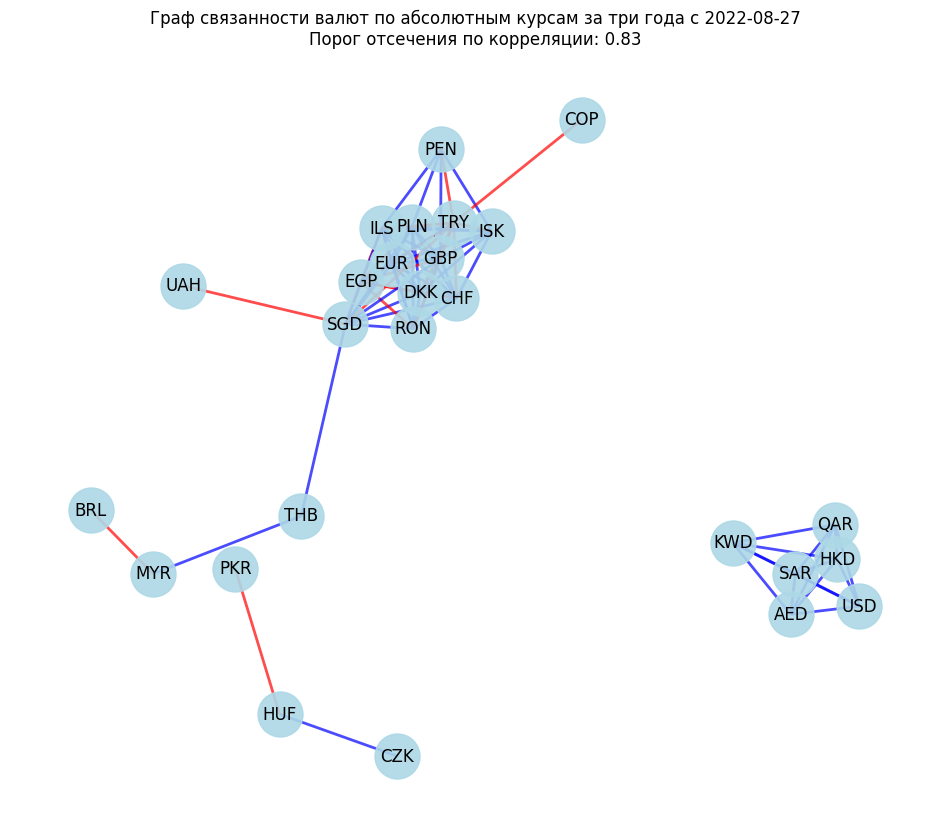 Граф связанности валют по абсолютным курсам за три года с 2022-08-27
Порог отсечения по корреляции: 0.83
COP
PEN
ILS
PLN
TRY
ISK
EUR
GBP
EGP
UAH
DKK
CHF
SGD
RON
BRL
THB
MYR
PKR
QAR
KWD
HKD
SAR
USD
AED
HUF
CZK